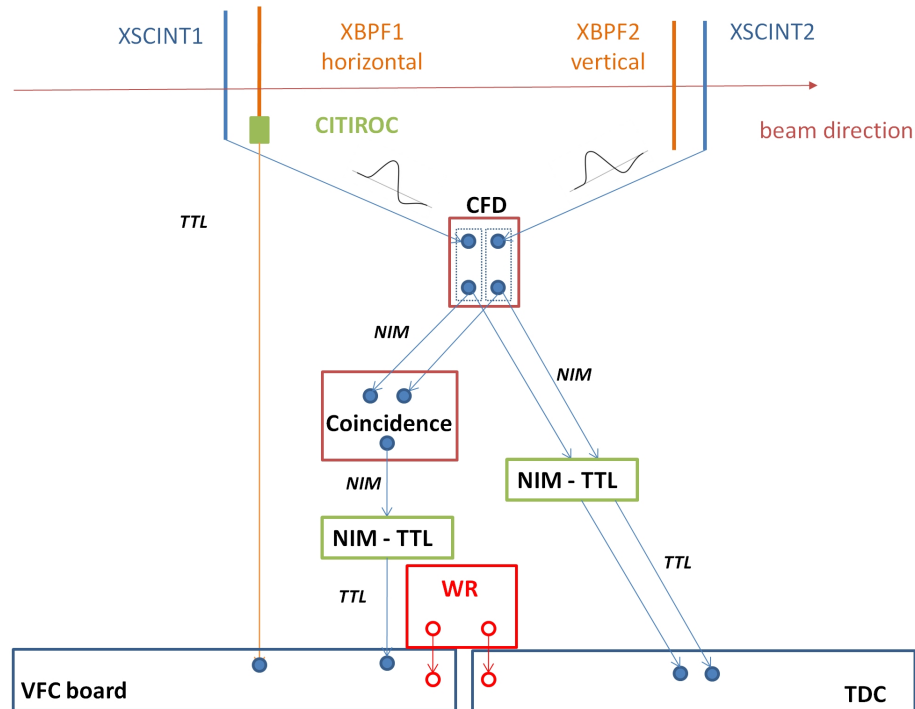 XSCINT1
XBPF1
horizontal
XBPF2
vertical
XSCINT2
CITIROC
beam direction
TTL
CFD
NIM
NIM
Coincidence
NIM
NIM - TTL
NIM - TTL
TTL
TTL
WR
VFC board
TDC